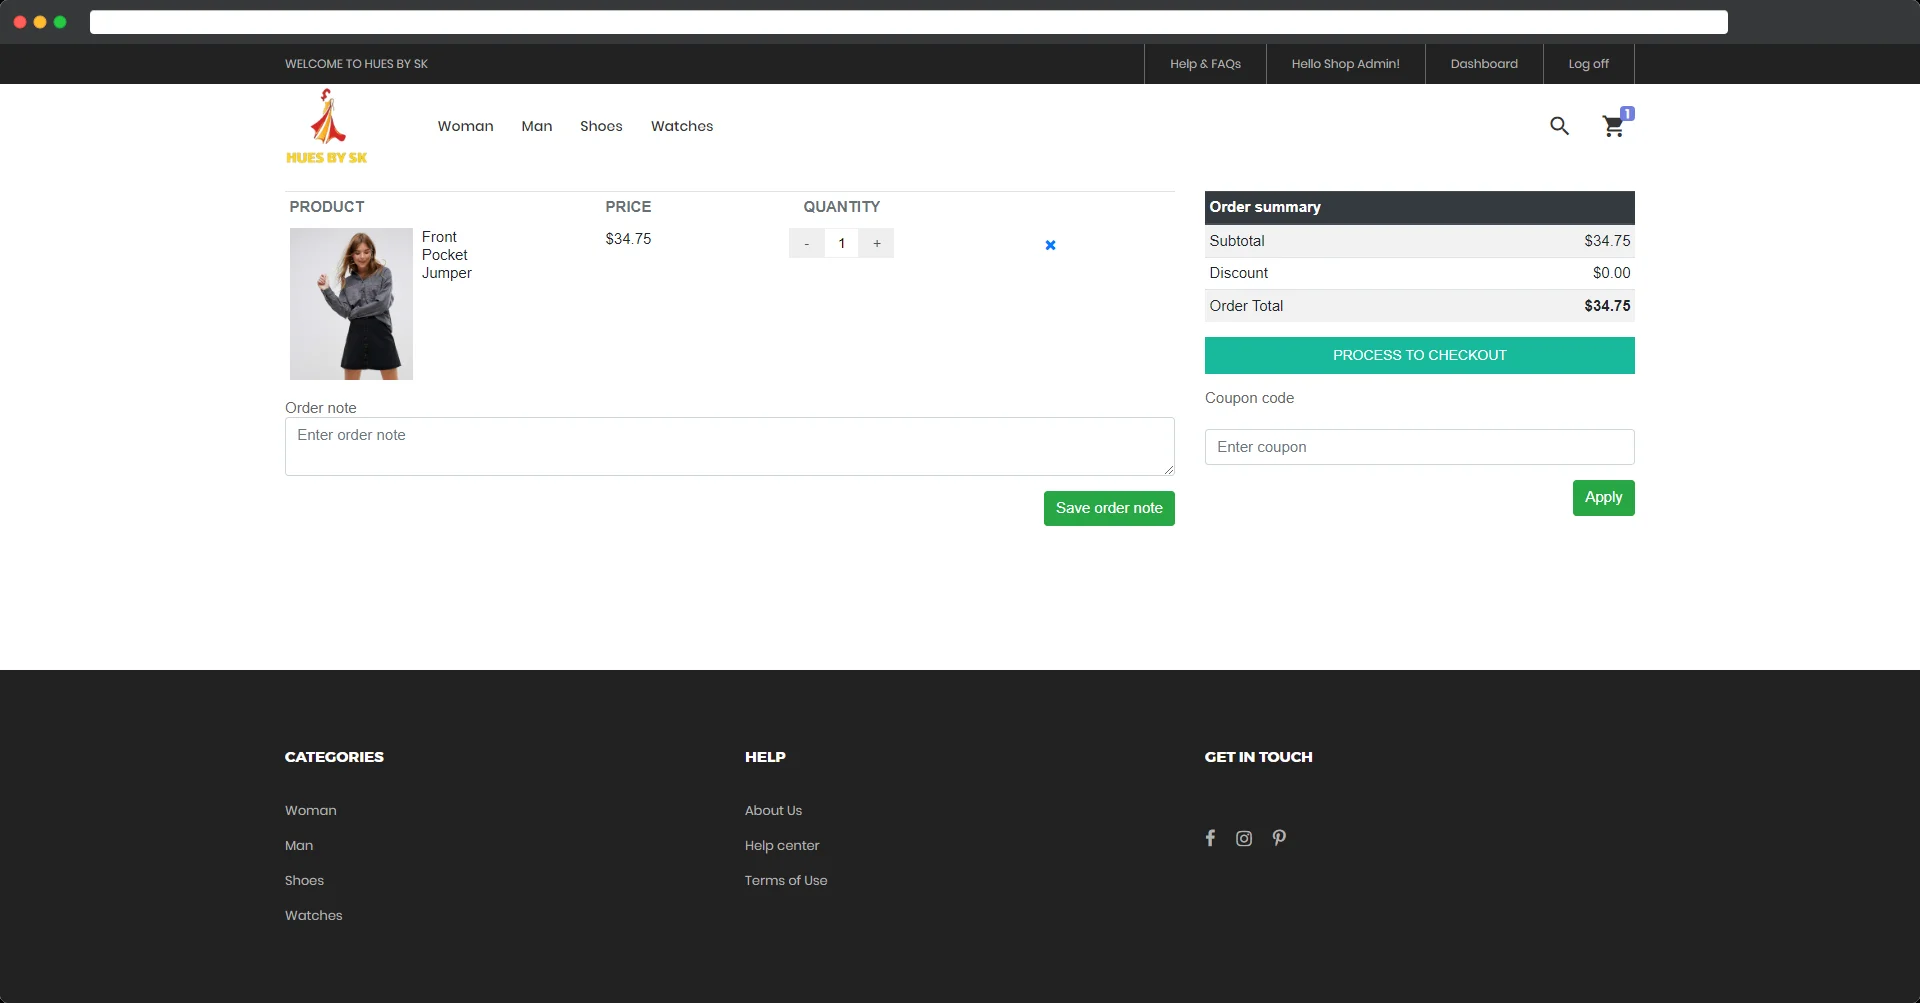 WELCOME TO HUES BY SK
Help & FAQs
Hello Shop Admin!
Dashboard
Log off
HUES BY SK
Woman
Man
Shoes
Watches
1
PRODUCT
PRICE
QUANTITY
Front
Pocket
Jumper
$34.75
-
1
+
Order note
Enter order note
Save order note
Order summary
Subtotal $34.75
Discount $0.00
Order Total $34.75
PROCESS TO CHECKOUT
Coupon code
Enter coupon
Apply
CATEGORIES
Woman
Man
Shoes
Watches
HELP
About Us
Help center
Terms of Use
GET IN TOUCH